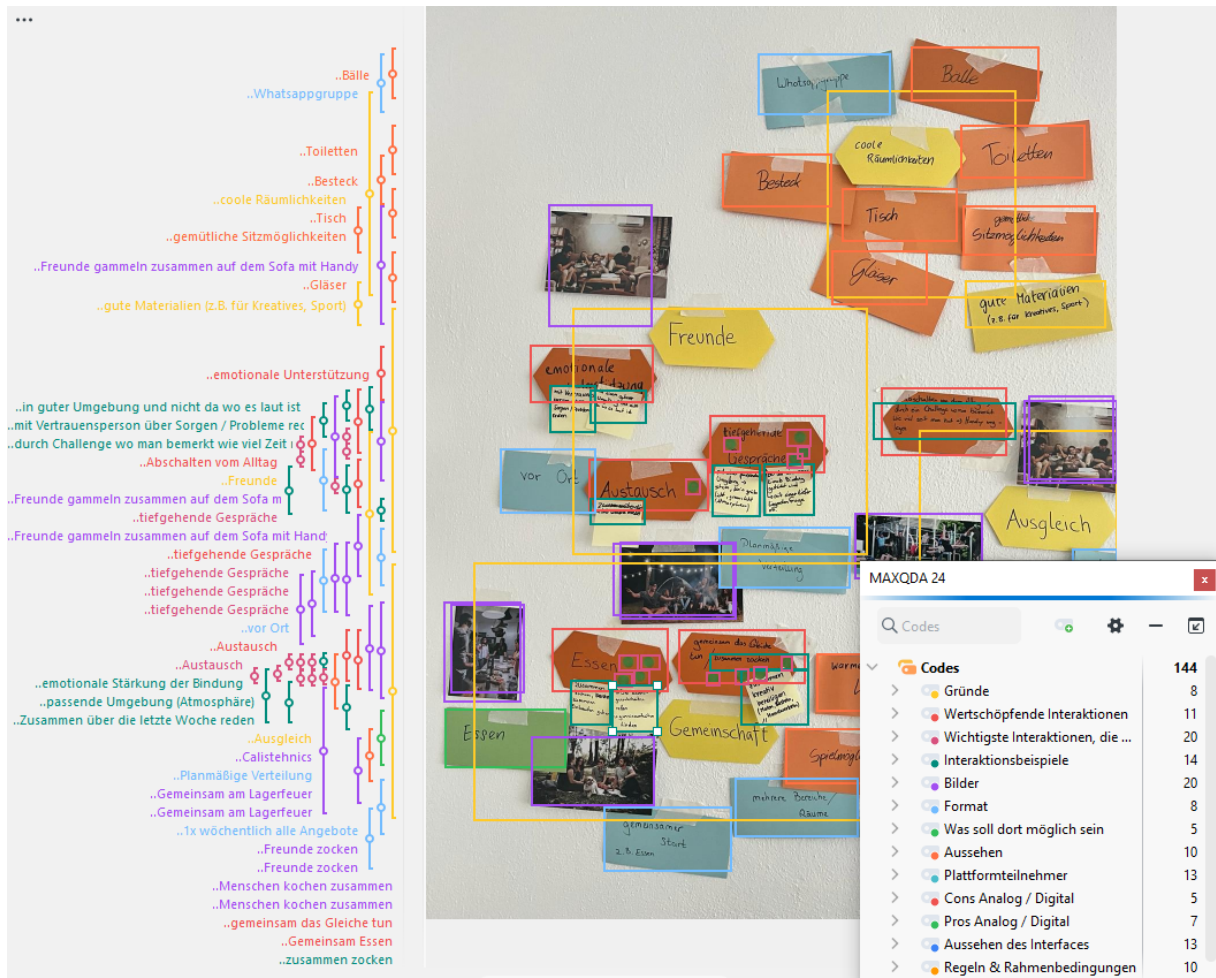 ...
..Bälle
..Whatsappgruppe
..Toiletten
..Besteck
..coole Räumlichkeiten
..Tisch
..gemütliche Sitzmöglichkeiten
..Freunde gammeln zusammen auf dem Sofa mit Handy
..Gläser
..gute Materialien (z.B. für Kreatives, Sport)
..emotionale Unterstützung
..in guter Umgebung und nicht da wo es laut ist
..mit Vertrauensperson über Sorgen / Probleme rec
..durch Challenge wo man bemerkt wie viel Zeit
..Abschalten vom Alltag
..Freunde
..Freunde gammeln zusammen auf dem Sofa m
..tiefgehende Gespräche
..Freunde gammeln zusammen auf dem Sofa mit Handy
..tiefgehende Gespräche
..tiefgehende Gespräche
..tiefgehende Gespräche
..tiefgehende Gespräche
..vor Ort
..Austausch
..Austausch
..emotionale Stärkung der Bindung
..passende Umgebung (Atmosphäre)
..Zusammen über die letzte Woche reden
..Ausgleich
..Calistehnics
..Planmäßige Verteilung
..Gemeinsam am Lagerfeuer
..Gemeinsam am Lagerfeuer
..1x wöchentlich alle Angebote
..Freunde zocken
..Freunde zocken
..Menschen kochen zusammen
..Menschen kochen zusammen
..gemeinsam das Gleiche tun
..Gemeinsam Essen
..zusammen zocken
Whatsappgruppe
Bälle
coole
Räumlichkeiten
Toiletten
Besteck
Tisch
gemütliche
Sitzmöglichkeiten
Gläser
gute Materialien
(z.B. für Kreatives, Sport)
Freunde
emotionale
tiefgehende
Gespräche
vor Ort
Austausch
Ausgleich
Planmäßige
Verteilung
Essen
gemeinsam das Gleiche
tun
zusammen zocken
Essen
Gemeinschaft
kreativ
mehrere Bereiche/
Räume
gemeinsamer
Start
z.B. Essen
MAXQDA 24
x
Codes
Codes 144
Gründe 8
Wertschöpfende Interaktionen 11
Wichtigste Interaktionen, die ... 20
Interaktionsbeispiele 14
Bilder 20
Format 8
Was soll dort möglich sein 5
Aussehen 10
Plattformteilnehmer 13
Cons Analog / Digital 5
Pros Analog / Digital 7
Aussehen des Interfaces 13
Regeln & Rahmenbedingungen 10